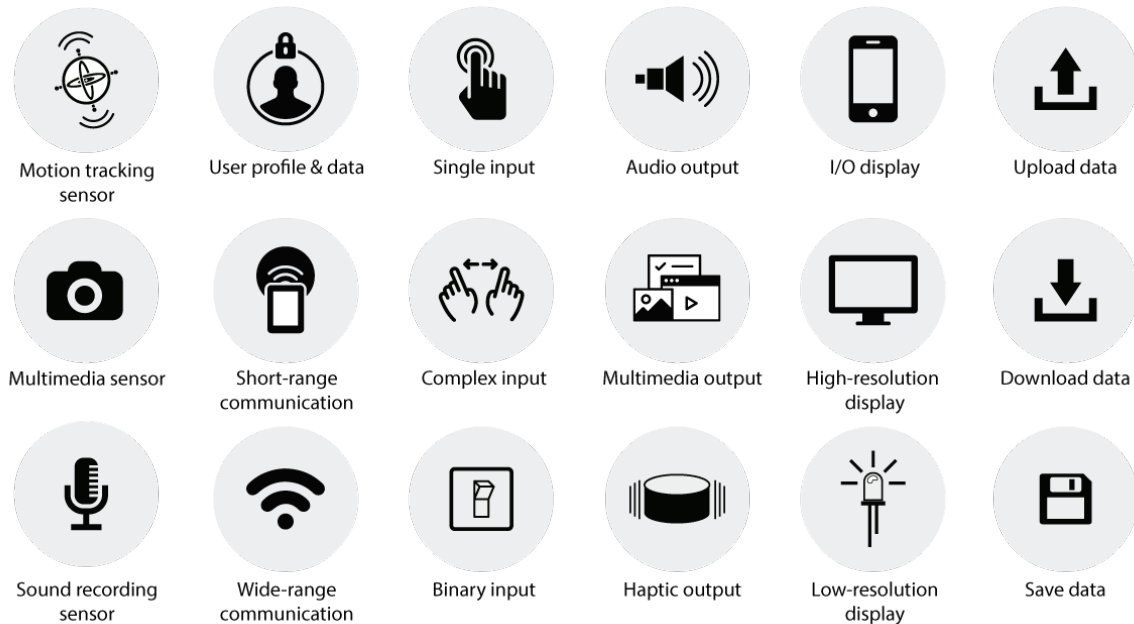 Motion tracking
sensor
User profile & data
Single input
Audio output
I/O display
Upload data
Multimedia sensor
Short-range
communication
Complex input
Multimedia output
High-resolution
display
Download data
Sound recording
sensor
Wide-range
communication
Binary input
Haptic output
Low-resolution
display
Save data